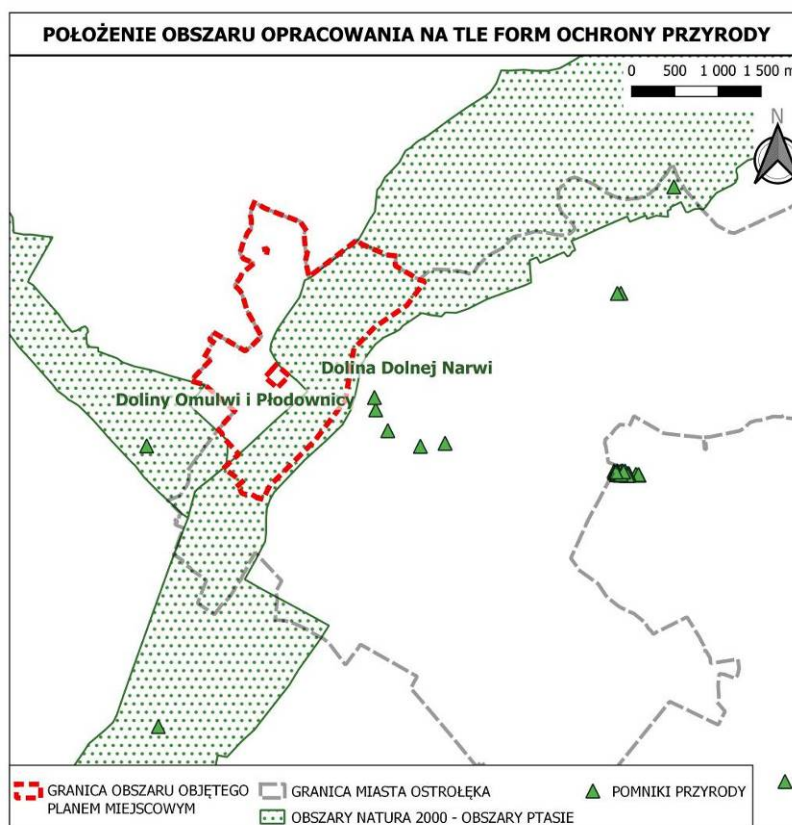 POŁOŻENIE OBSZARU OPRACOWANIA NA TLE FORM OCHRONY PRZYRODY
0 500 1 000 1 500 m
N
Dolina Dolnej Narwi
Doliny Omulwi i Płodownicy
GRANICA OBSZARU OBJĘTEGO
PLANEM MIEJSCOWYM
GRANICA MIASTA OSTROŁĘKA
POMNIKI PRZYRODY
OBSZARY NATURA 2000 - OBSZARY PTASIE